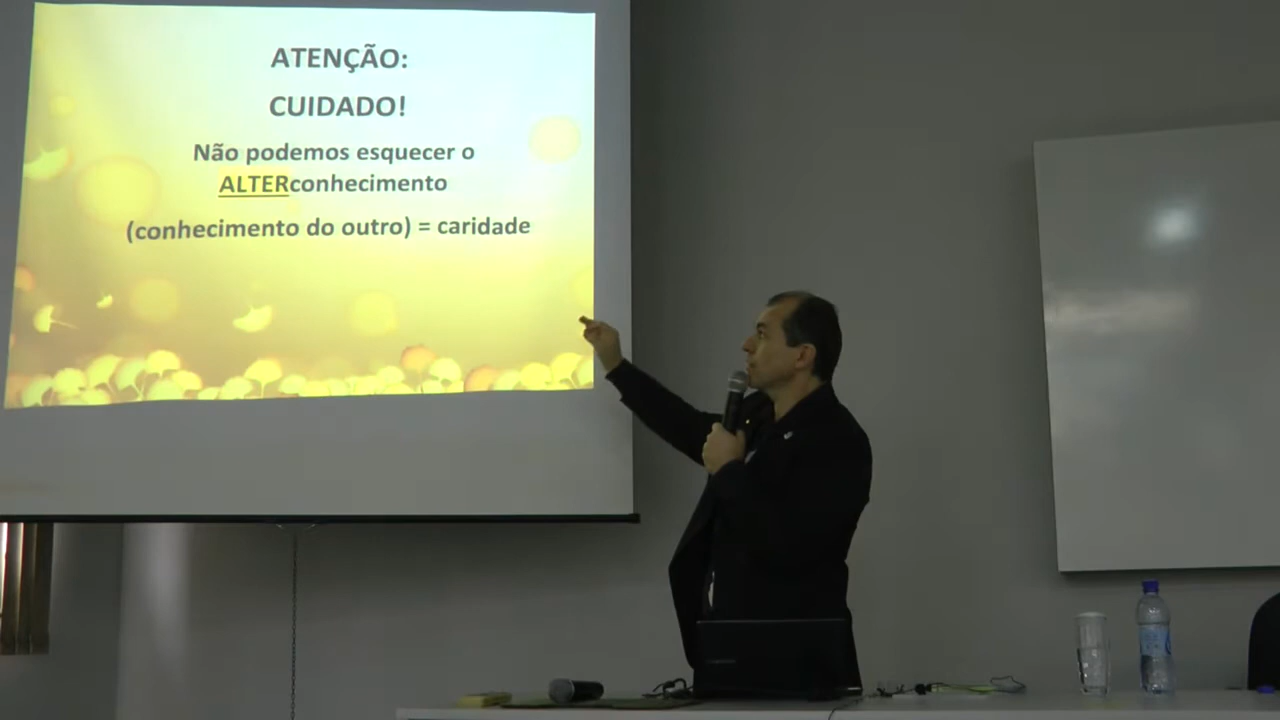 ATENÇÃO:
CUIDADO!
Não podemos esquecer o
ALTERconhecimento
(conhecimento do outro) = caridade